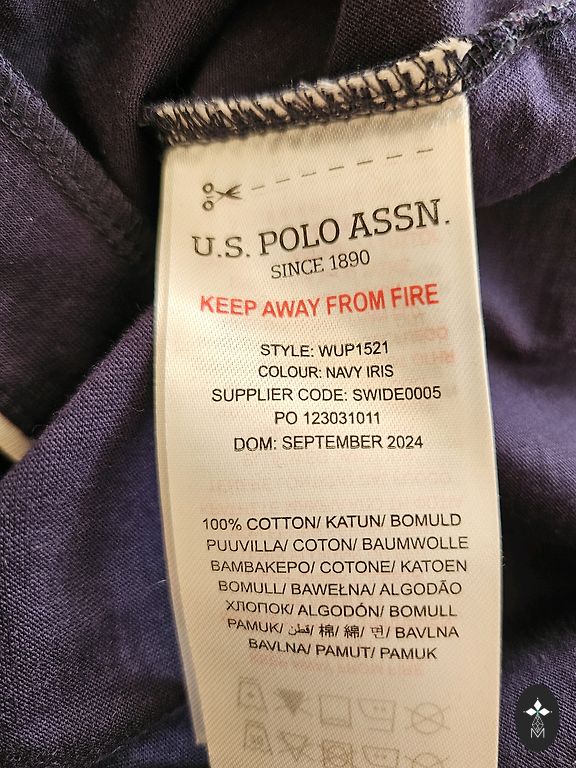 U.S. POLO ASSN.
SINCE 1890
KEEP AWAY FROM FIRE
STYLE: WUP1521
COLOUR: NAVY IRIS
SUPPLIER CODE: SWIDE0005
PO 123031011
DOM: SEPTEMBER 2024
100% COTTON/ KATUN/ BOMULD
PUUVILLA/ COTON/ BAUMWOLLE
BAMBAKEPO/ COTONE/ KATOEN
BOMULL/ BAWEŁNA/ ALGODÃO
ХЛОПОК/ ALGODÓN/ BOMULL
PAMUK/ قطن/ 棉/ 綿/ 면/ BAVLNA
BAVLNA/ PAMUT/ PAMUK
M